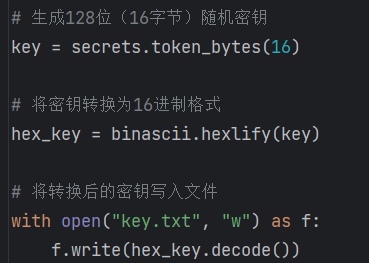 # 生成128位（16字节）随机密钥
key = secrets.token_bytes(16)
# 将密钥转换为16进制格式
hex_key = binascii.hexlify(key)
# 将转换后的密钥写入文件
with open("key.txt", "w") as f:
    f.write(hex_key.decode())